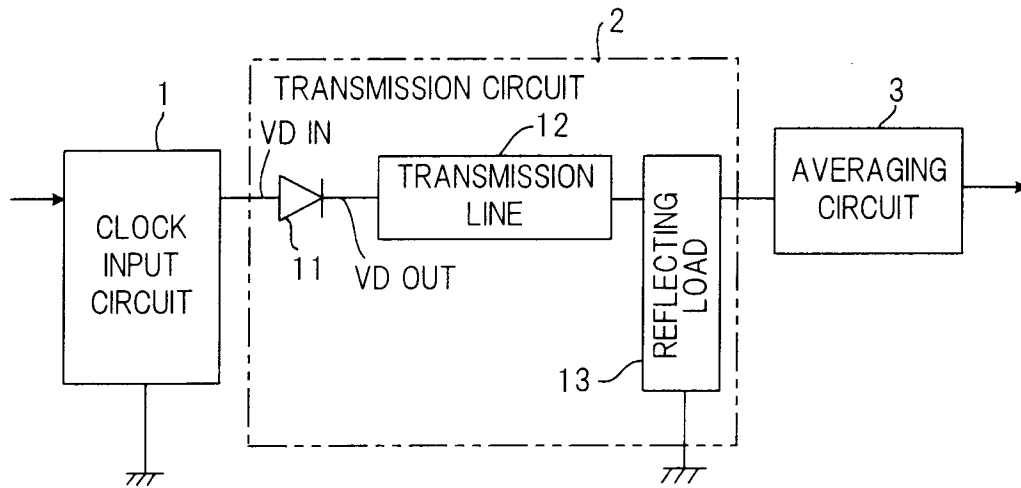 2
TRANSMISSION CIRCUIT
1
VD IN
12
3
TRANSMISSION
LINE
AVERAGING
CIRCUIT
CLOCK
INPUT
CIRCUIT
11
VD OUT
REFLECTING
LOAD
13